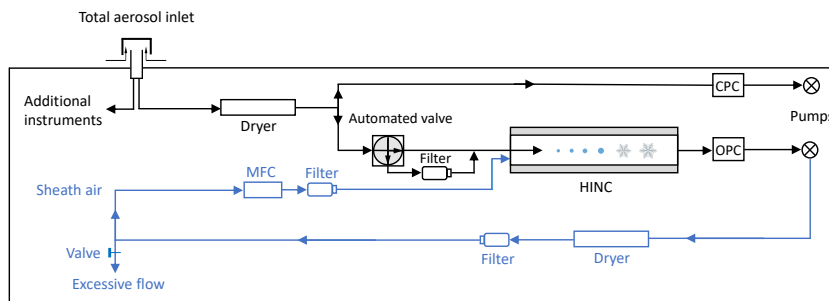 Total aerosol inlet
CPC
Additional
instruments
Dryer
Automated valve
Pumps
OPC
Filter
MFC
Filter
Sheath air
HINC
Valve
Filter
Dryer
Excessive flow